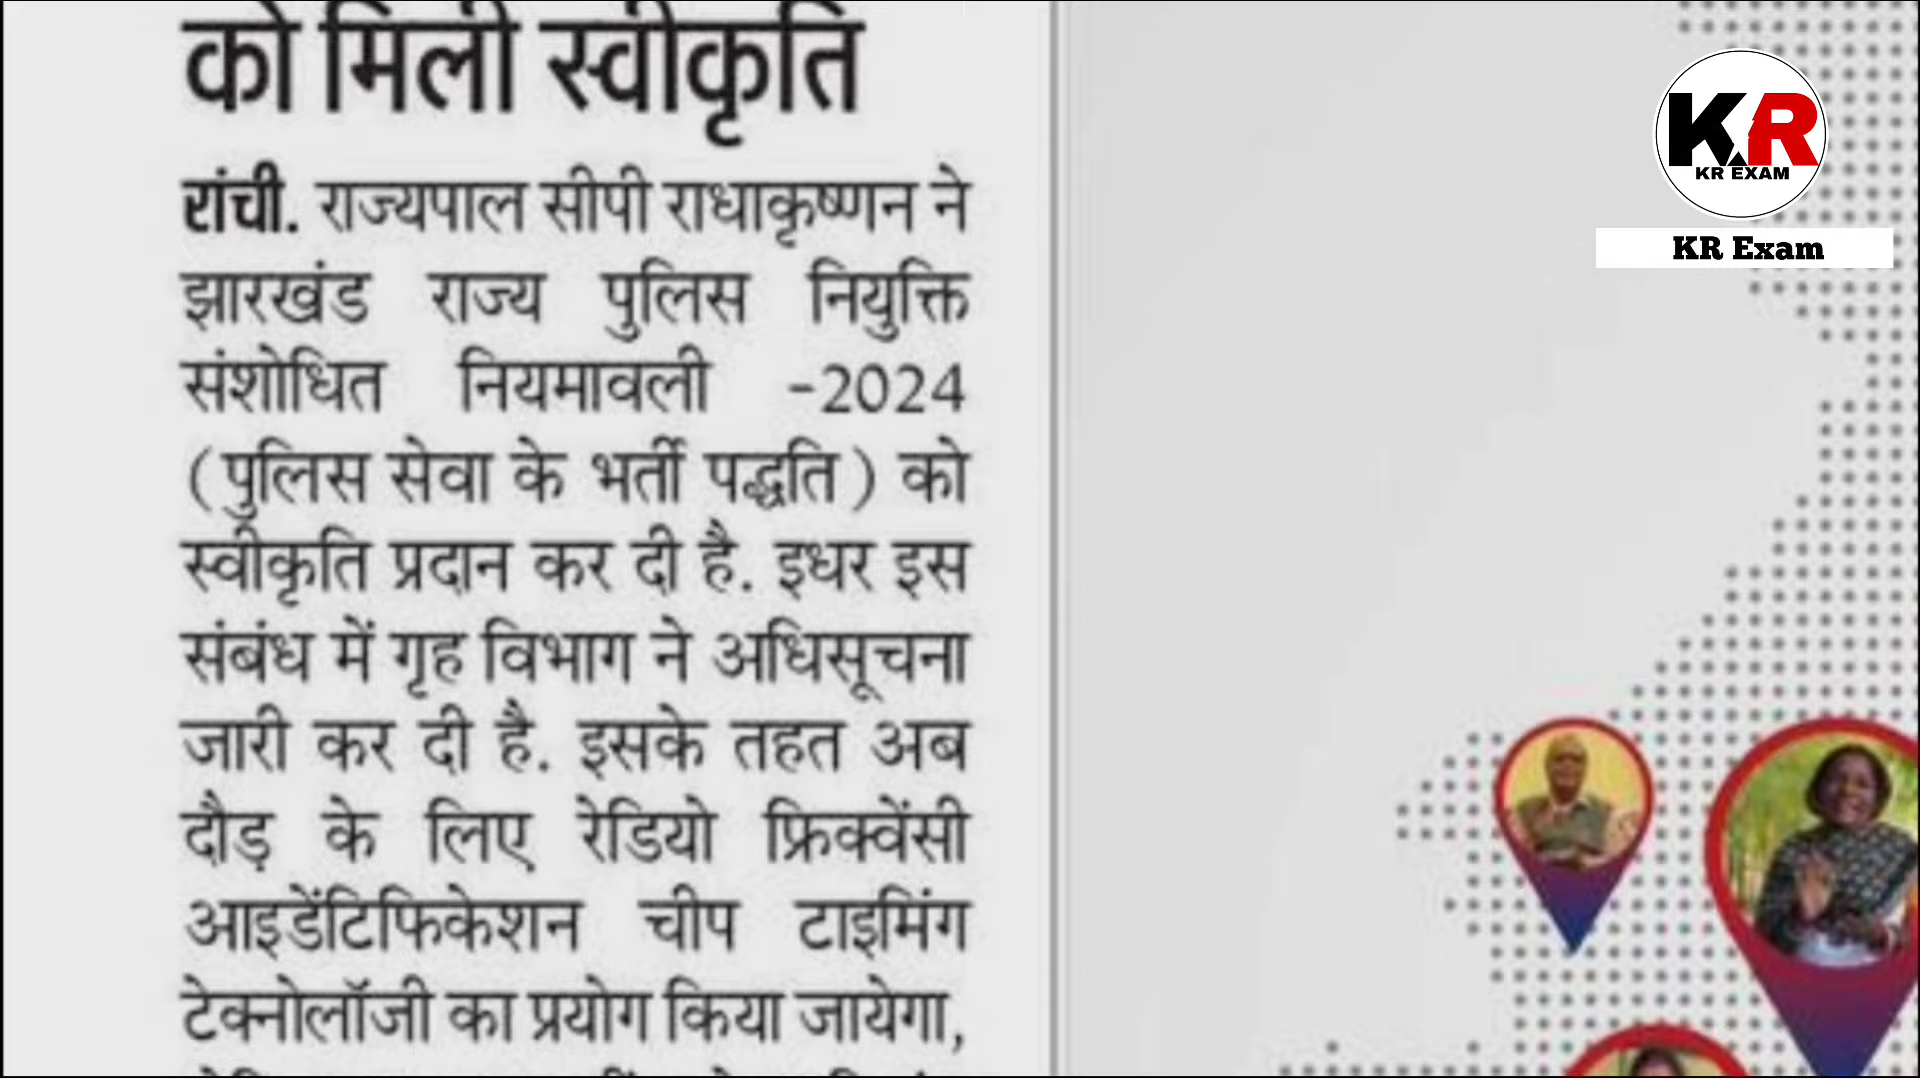 को मिली स्वीकृति
रांची. राज्यपाल सीपी राधाकृष्णन ने
झारखंड राज्य पुलिस नियुक्ति
संशोधित नियमावली -2024
(पुलिस सेवा के भर्ती पद्धति) को
स्वीकृति प्रदान कर दी है. इधर इस
संबंध में गृह विभाग ने अधिसूचना
जारी कर दी है. इसके तहत अब
दौड़ के लिए रेडियो फ्रिक्वेंसी
आइडेंटिफिकेशन चीप टाइमिंग
टेक्नोलॉजी का प्रयोग किया जायेगा,
KR
KR EXAM
KR Exam